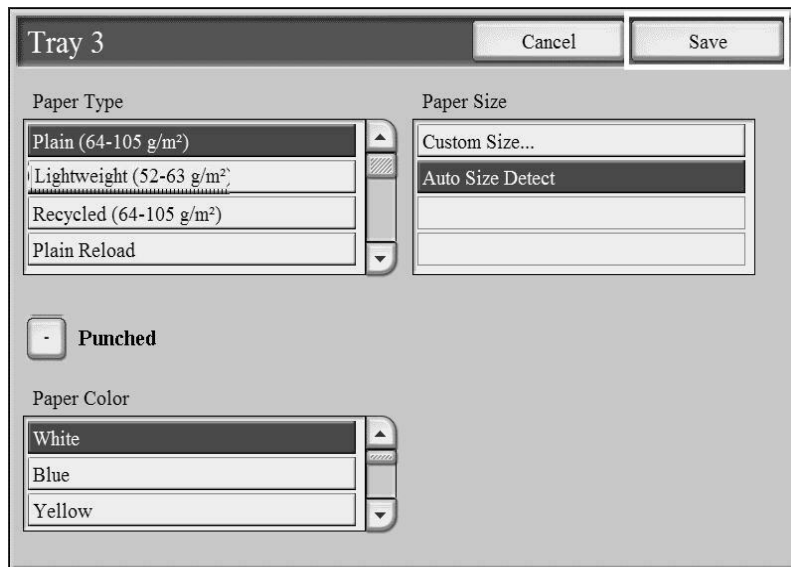 Tray 3
Cancel
Save
Paper Type
Plain (64-105 g/m²)
Lightweight (52-63 g/m²)
Recycled (64-105 g/m²)
Plain Reload
Paper Size
Custom Size...
Auto Size Detect
- Punched
Paper Color
White
Blue
Yellow